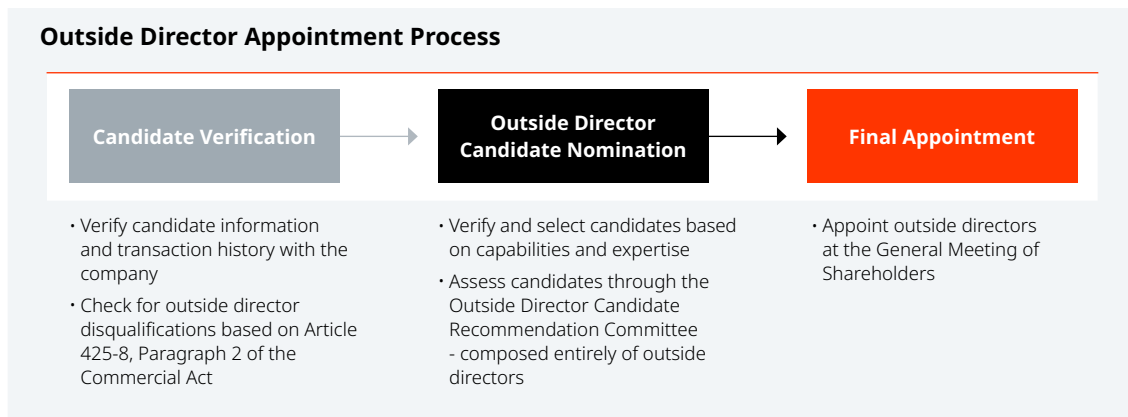 Outside Director Appointment Process
Candidate Verification
Outside Director
Candidate Nomination
Final Appointment
・Verify candidate information
and transaction history with the
company
・Check for outside director
disqualifications based on Article
425-8, Paragraph 2 of the
Commercial Act
・Verify and select candidates based
on capabilities and expertise
・Assess candidates through the
Outside Director Candidate
Recommendation Committee
- composed entirely of outside
directors
・Appoint outside directors
at the General Meeting of
Shareholders